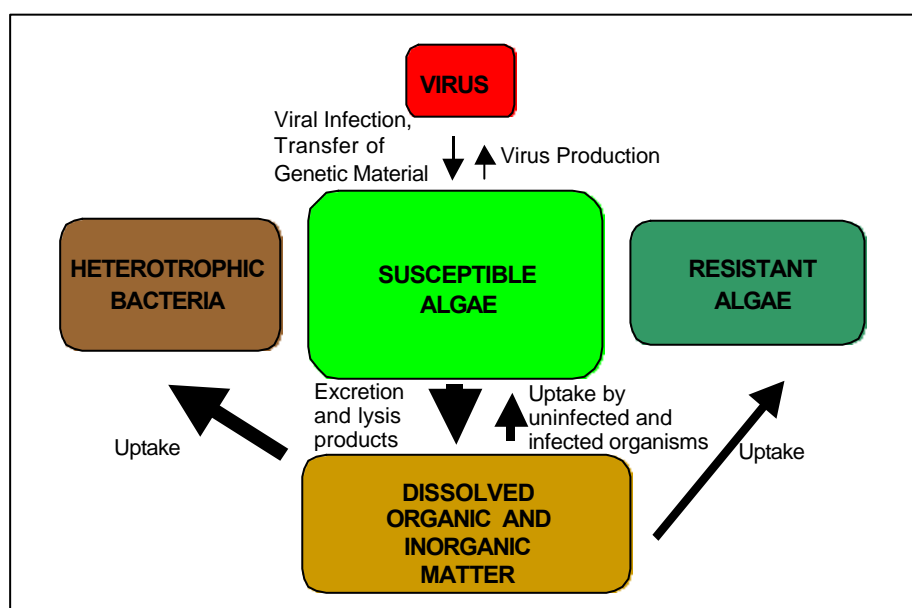 VIRUS
Viral Infection,
Transfer of
Genetic Material
Virus Production
HETEROTROPHIC
BACTERIA
SUSCEPTIBLE
ALGAE
RESISTANT
ALGAE
Excretion
and lysis
products
Uptake by
uninfected and
infected organisms
Uptake
Uptake
DISSOLVED
ORGANIC AND
INORGANIC
MATTER